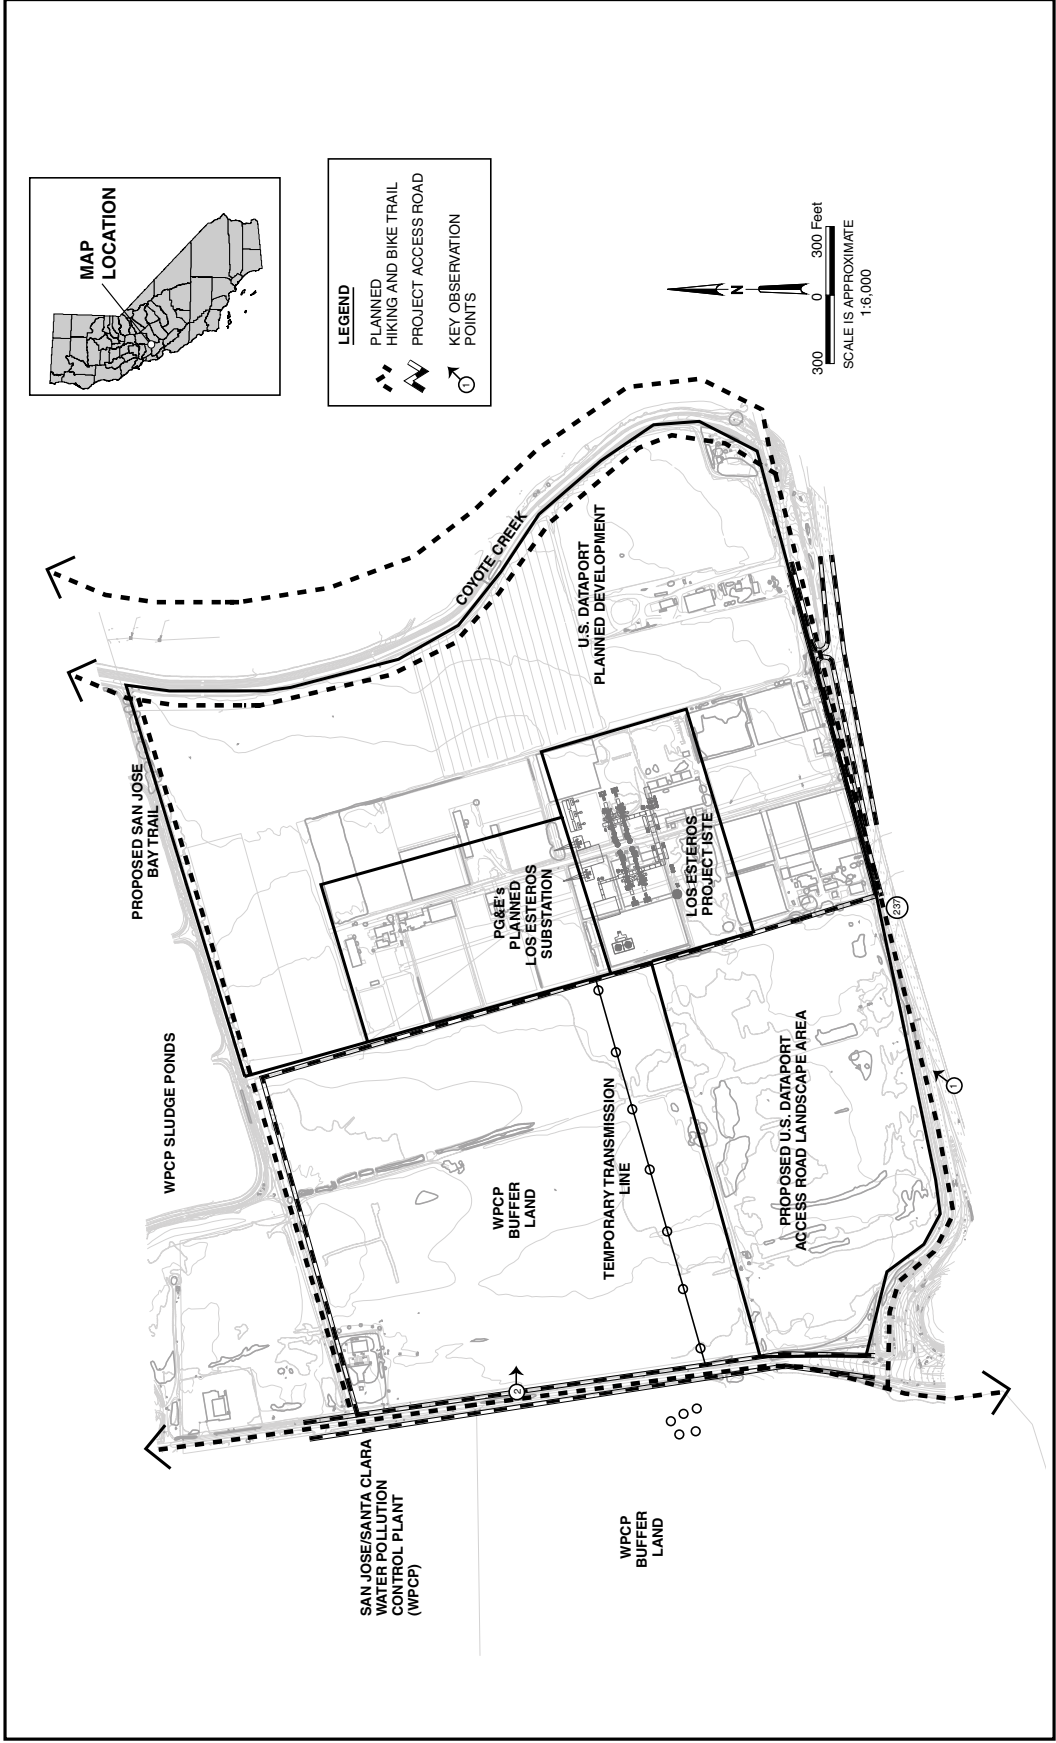 MAP
LOCATION
LEGEND
PLANNED
HIKING AND BIKE TRAIL
PROJECT ACCESS ROAD
1
KEY OBSERVATION
POINTS
N
300 0 300 Feet
SCALE IS APPROXIMATE
1:6,000
COYOTE CREEK
U.S. DATAPORT
PLANNED DEVELOPMENT
PROPOSED SAN JOSE
BAY TRAIL
PG&E's
PLANNED
LOS ESTEROS
SUBSTATION
LOS ESTEROS
PROJECT ISTE
237
WPCP SLUDGE PONDS
WPCP
BUFFER
LAND
TEMPORARY TRANSMISSION
LINE
PROPOSED U.S. DATAPORT
ACCESS ROAD LANDSCAPE AREA
1
2
SAN JOSE/SANTA CLARA
WATER POLLUTION
CONTROL PLANT
(WPCP)
WPCP
BUFFER
LAND